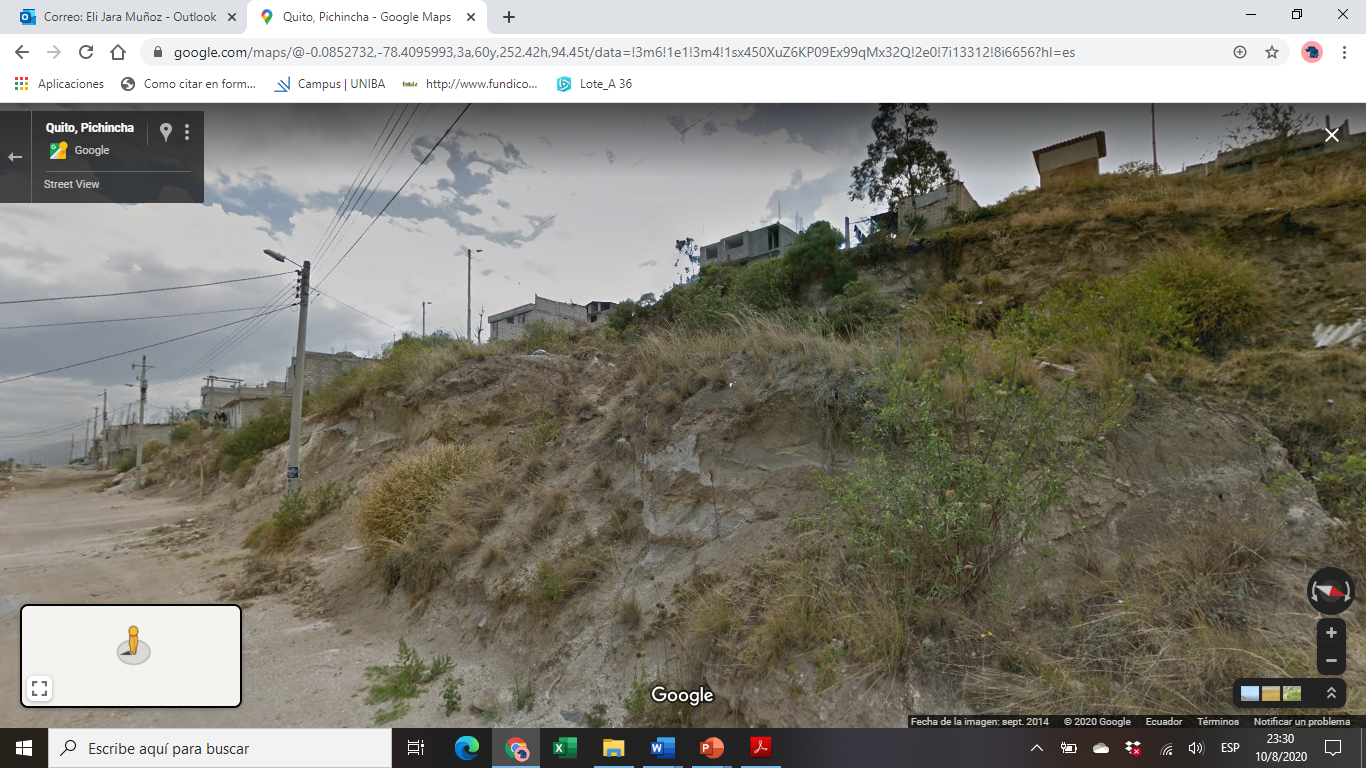 Correo: Eli Jara Muñoz - Outlook
Quito, Pichincha - Google Maps
google.com/maps/@-0.0852732,-78.4095993,3a,60y,252.42h,94.45t/data=!3m6!1e1!3m4!1sx450XuZ6KP09Ex99qMx32Q!2e0!7i13312!8i6656?hl=es
Aplicaciones
Como citar en form...
Campus | UNIBA
http://www.fundico...
Lote_A 36
Quito, Pichincha
Google
Street View
Google
Fecha de la imagen: sept. 2014 © 2020 Google Ecuador Términos Notificar un problema
Escribe aquí para buscar
ESP
23:30
10/8/2020